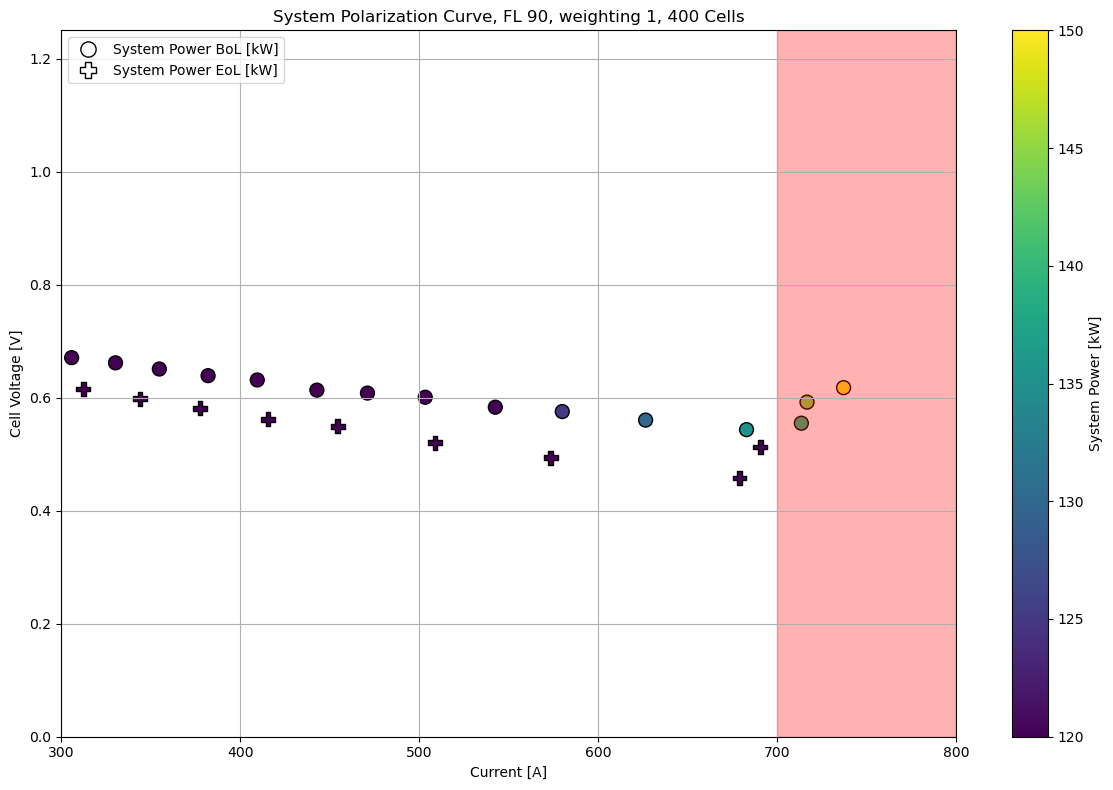 System Polarization Curve, FL 90, weighting 1, 400 Cells
System Power BoL [kW]
System Power EoL [kW]
Cell Voltage [V]
1.2
1.0
0.8
0.6
0.4
0.2
0.0
300 400 500 600 700 800
Current [A]
150
145
140
135
130
125
120
System Power [kW]